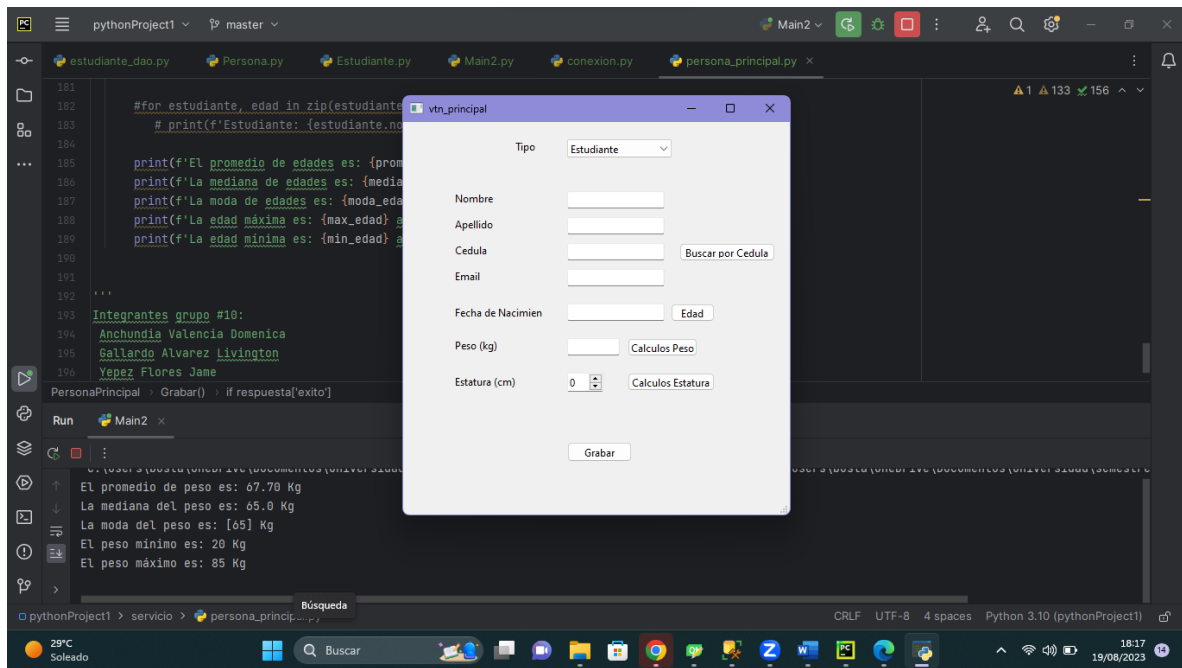 PC pythonProject1 master Main2
estudiante_dao.py Persona.py Estudiante.py Main2.py conexion.py persona_principal.py
1 133 156
181
182 #for estudiante, edad in zip(estudiante
183 # print(f'Estudiante: {estudiante.no
184
185 print(f'El promedio de edades es: {prom
186 print(f'La mediana de edades es: {media
187 print(f'La moda de edades es: {moda_eda
188 print(f'La edad máxima es: {max_edad} a
189 print(f'La edad minima es: {min_edad} a
190
191
192 '''
193 Integrantes grupo #10:
194 Anchundia Valencia Domenica
195 Gallardo Alvarez Livington
196 Yepez Flores Jame
PersonaPrincipal > Grabar() > if respuesta['exito']
vtn_principal
Tipo Estudiante
Nombre
Apellido
Cedula Buscar por Cedula
Email
Fecha de Nacimien Edad
Peso (kg) Calculos Peso
Estatura (cm) 0 Calculos Estatura
Grabar
Run Main2
El promedio de peso es: 67.70 Kg
La mediana del peso es: 65.0 Kg
La moda del peso es: [65] Kg
El peso minimo es: 20 Kg
El peso máximo es: 85 Kg
Búsqueda
pythonProject1 > servicio > persona_princip
CRLF UTF-8 4 spaces Python 3.10 (pythonProject1)
29°C
Soleado
Buscar
18:17
19/08/2023
14